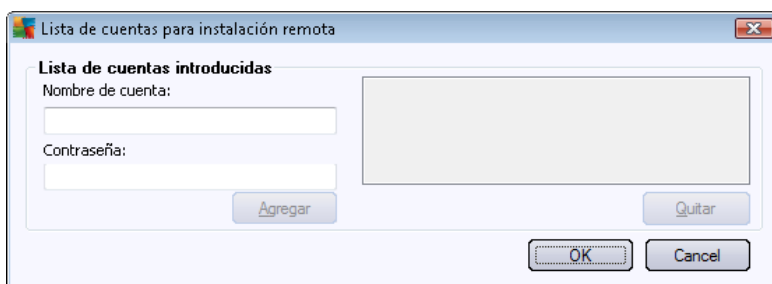 Lista de cuentas para instalación remota
Lista de cuentas introducidas
Nombre de cuenta:
Contraseña:
Agregar
Quitar
OK
Cancel